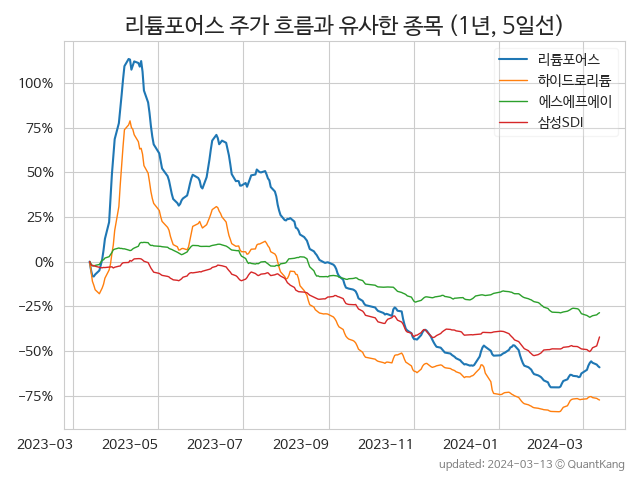 리튬포어스 주가 흐름과 유사한 종목 (1년, 5일선)
리튬포어스
하이드로리튬
에스에프에이
삼성SDI
100%
75%
50%
25%
0%
−25%
−50%
−75%
2023-03 2023-05 2023-07 2023-09 2023-11 2024-01 2024-03
updated: 2024-03-13 ⓒ QuantKang